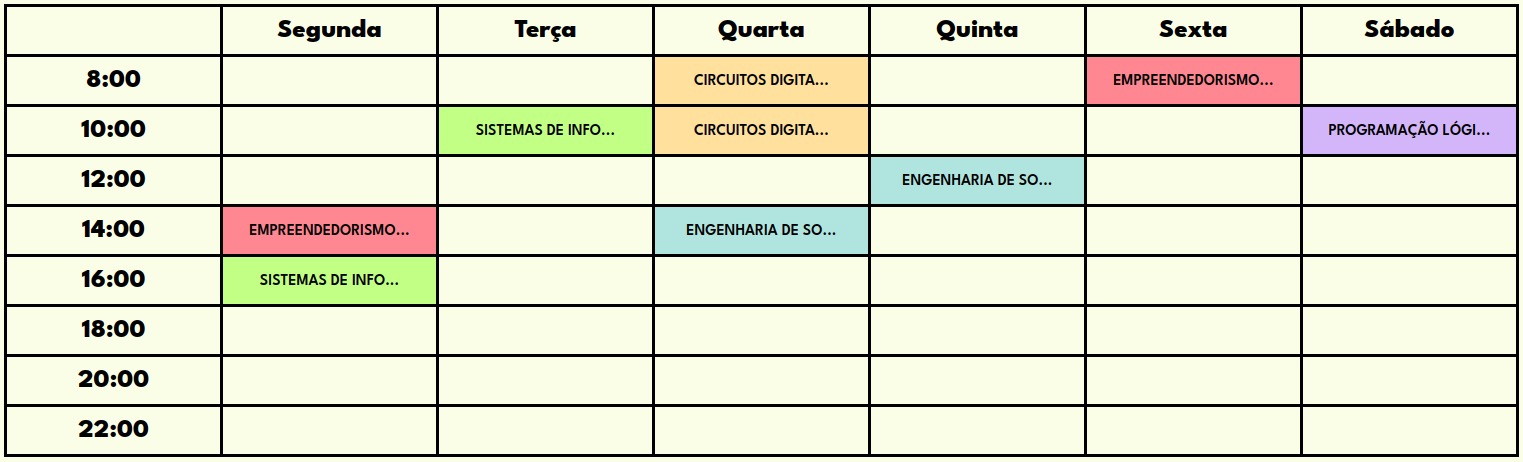 Segunda Terça Quarta Quinta Sexta Sábado
8:00 CIRCUITOS DIGITA... EMPREENDEDORISMO...
10:00 SISTEMAS DE INFO... CIRCUITOS DIGITA... PROGRAMAÇÃO LÓGI...
12:00 ENGENHARIA DE SO...
14:00 EMPREENDEDORISMO... ENGENHARIA DE SO...
16:00 SISTEMAS DE INFO...
18:00
20:00
22:00